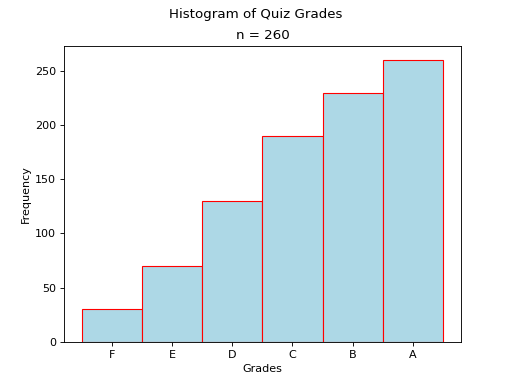 Histogram of Quiz Grades
n = 260
250
200
150
100
50
0
Frequency
F E D C B A
Grades